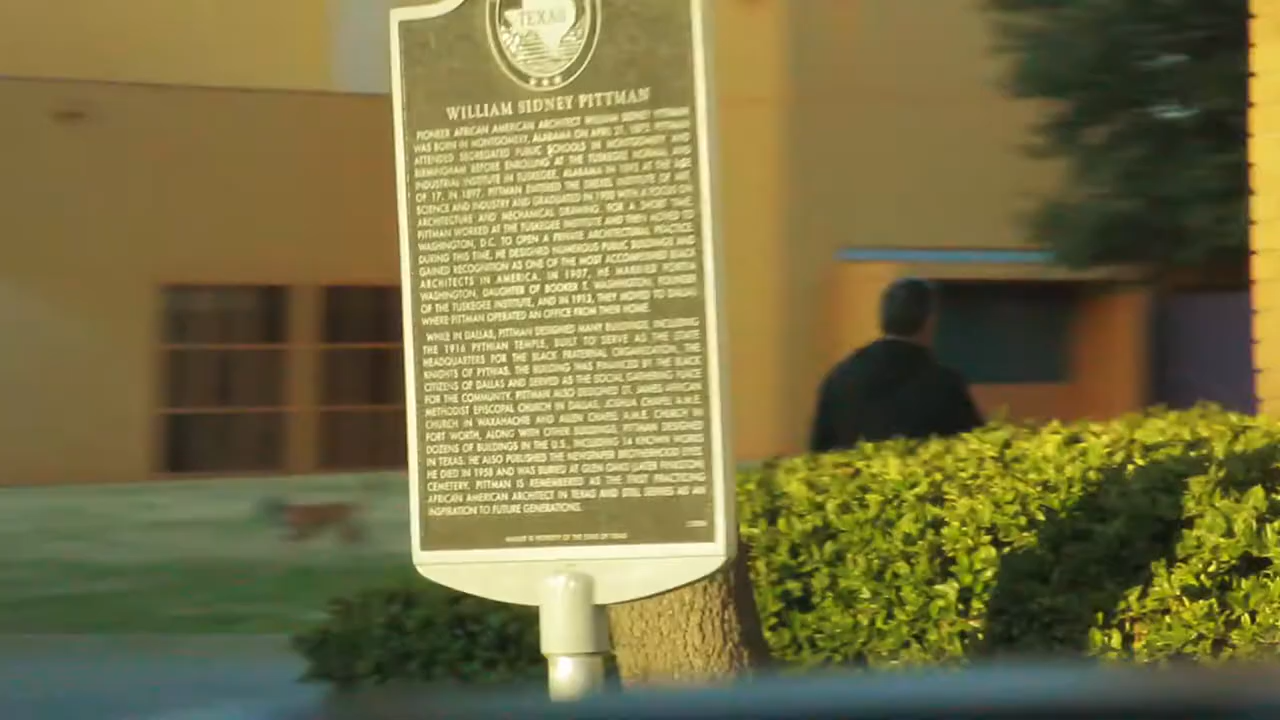 TEXAS
WILLIAM SIDNEY PITTMAN
PIONEER AFRICAN AMERICAN ARCHITECT WILLIAM SIDNEY PITTMAN
WAS BORN IN MONTGOMERY, ALABAMA ON APRIL 21, 1875. PITTMAN
ATTENDED SEGREGATED PUBLIC SCHOOLS IN MONTGOMERY AND
BIRMINGHAM BEFORE ENROLLING AT THE TUSKEGEE NORMAL AND
INDUSTRIAL INSTITUTE IN TUSKEGEE, ALABAMA IN 1892 AT THE AGE
OF 17. IN 1897, PITTMAN ENTERED THE DREXEL INSTITUTE OF ART,
SCIENCE AND INDUSTRY AND GRADUATED IN 1900 WITH A FOCUS ON
ARCHITECTURE AND MECHANICAL DRAWING. FOR A SHORT TIME,
PITTMAN WORKED AT THE TUSKEGEE INSTITUTE AND THEN MOVED TO
WASHINGTON, D.C. TO OPEN A PRIVATE ARCHITECTURAL PRACTICE.
DURING THIS TIME, HE DESIGNED NUMEROUS PUBLIC BUILDINGS AND
GAINED RECOGNITION AS ONE OF THE MOST ACCOMPLISHED BLACK
ARCHITECTS IN AMERICA. IN 1907, HE MARRIED PORTIA
WASHINGTON, DAUGHTER OF BOOKER T. WASHINGTON, FOUNDER
OF THE TUSKEGEE INSTITUTE, AND IN 1913, THEY MOVED TO DALLAS
WHERE PITTMAN OPERATED AN OFFICE FROM THEIR HOME.
WHILE IN DALLAS, PITTMAN DESIGNED MANY BUILDINGS, INCLUDING
THE 1916 PYTHIAN TEMPLE, BUILT TO SERVE AS THE STATE
HEADQUARTERS FOR THE BLACK FRATERNAL ORGANIZATION, THE
KNIGHTS OF PYTHIAS. THE BUILDING WAS FINANCED BY THE BLACK
CITIZENS OF DALLAS AND SERVED AS THE SOCIAL GATHERING PLACE
FOR THE COMMUNITY. PITTMAN ALSO DESIGNED ST. JAMES AFRICAN
METHODIST EPISCOPAL CHURCH IN DALLAS, JOSHUA CHAPEL A.M.E.
CHURCH IN WAXAHACHIE AND ALLEN CHAPEL A.M.E. CHURCH IN
FORT WORTH, ALONG WITH OTHER BUILDINGS. PITTMAN DESIGNED
DOZENS OF BUILDINGS IN THE U.S., INCLUDING 14 KNOWN WORKS
IN TEXAS. HE ALSO PUBLISHED THE NEWSPAPER BROTHERHOOD EYES.
HE DIED IN 1958 AND WAS BURIED AT GLEN OAKS (LATER PINKSTON)
CEMETERY. PITTMAN IS REMEMBERED AS THE FIRST PRACTICING
AFRICAN AMERICAN ARCHITECT IN TEXAS AND STILL SERVES AS AN
INSPIRATION TO FUTURE GENERATIONS.
MARKER IS PROPERTY OF THE STATE OF TEXAS